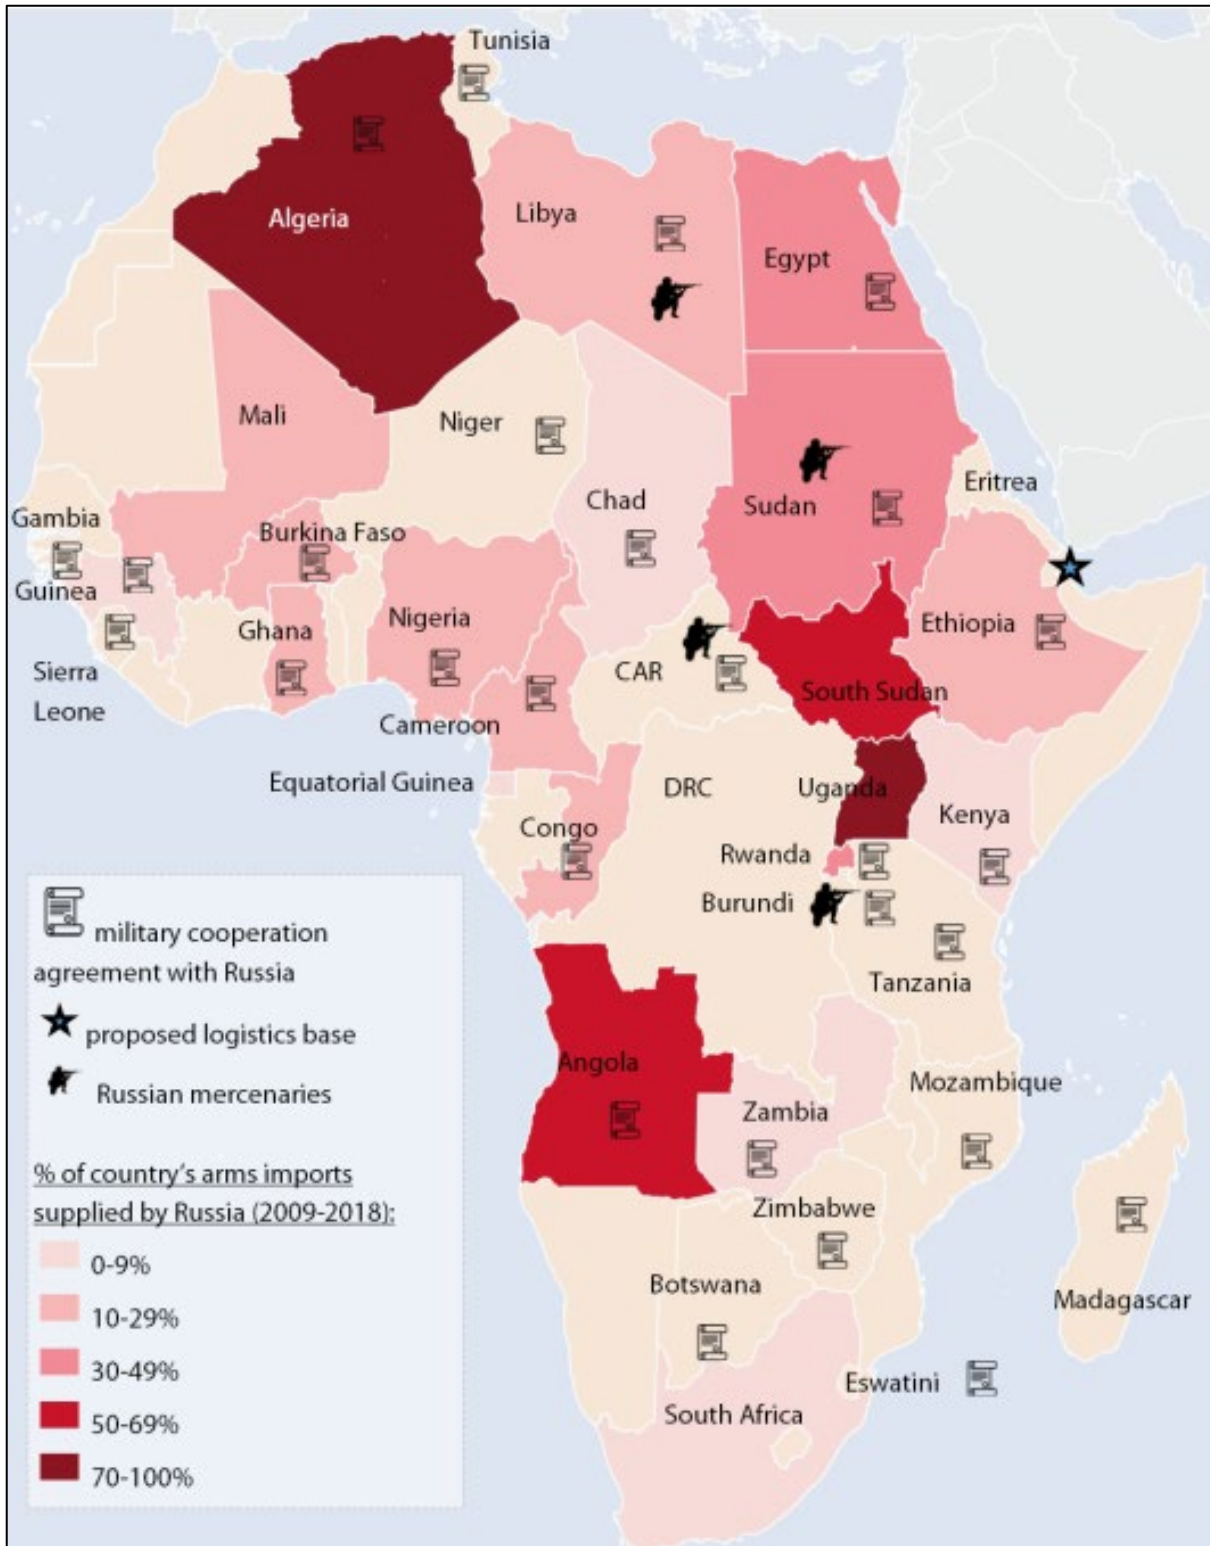 Tunisia
Algeria
Libya
Egypt
Mali
Niger
Chad
Sudan
Eritrea
Gambia
Burkina Faso
Guinea
Ghana
Nigeria
Ethiopia
Sierra
Leone
CAR
South Sudan
Cameroon
Equatorial Guinea
DRC
Uganda
Kenya
Congo
Rwanda
Burundi
Tanzania
Angola
Mozambique
Zambia
Zimbabwe
Botswana
Madagascar
Eswatini
South Africa
military cooperation
agreement with Russia
proposed logistics base
Russian mercenaries
% of country's arms imports
supplied by Russia (2009-2018):
0-9%
10-29%
30-49%
50-69%
70-100%